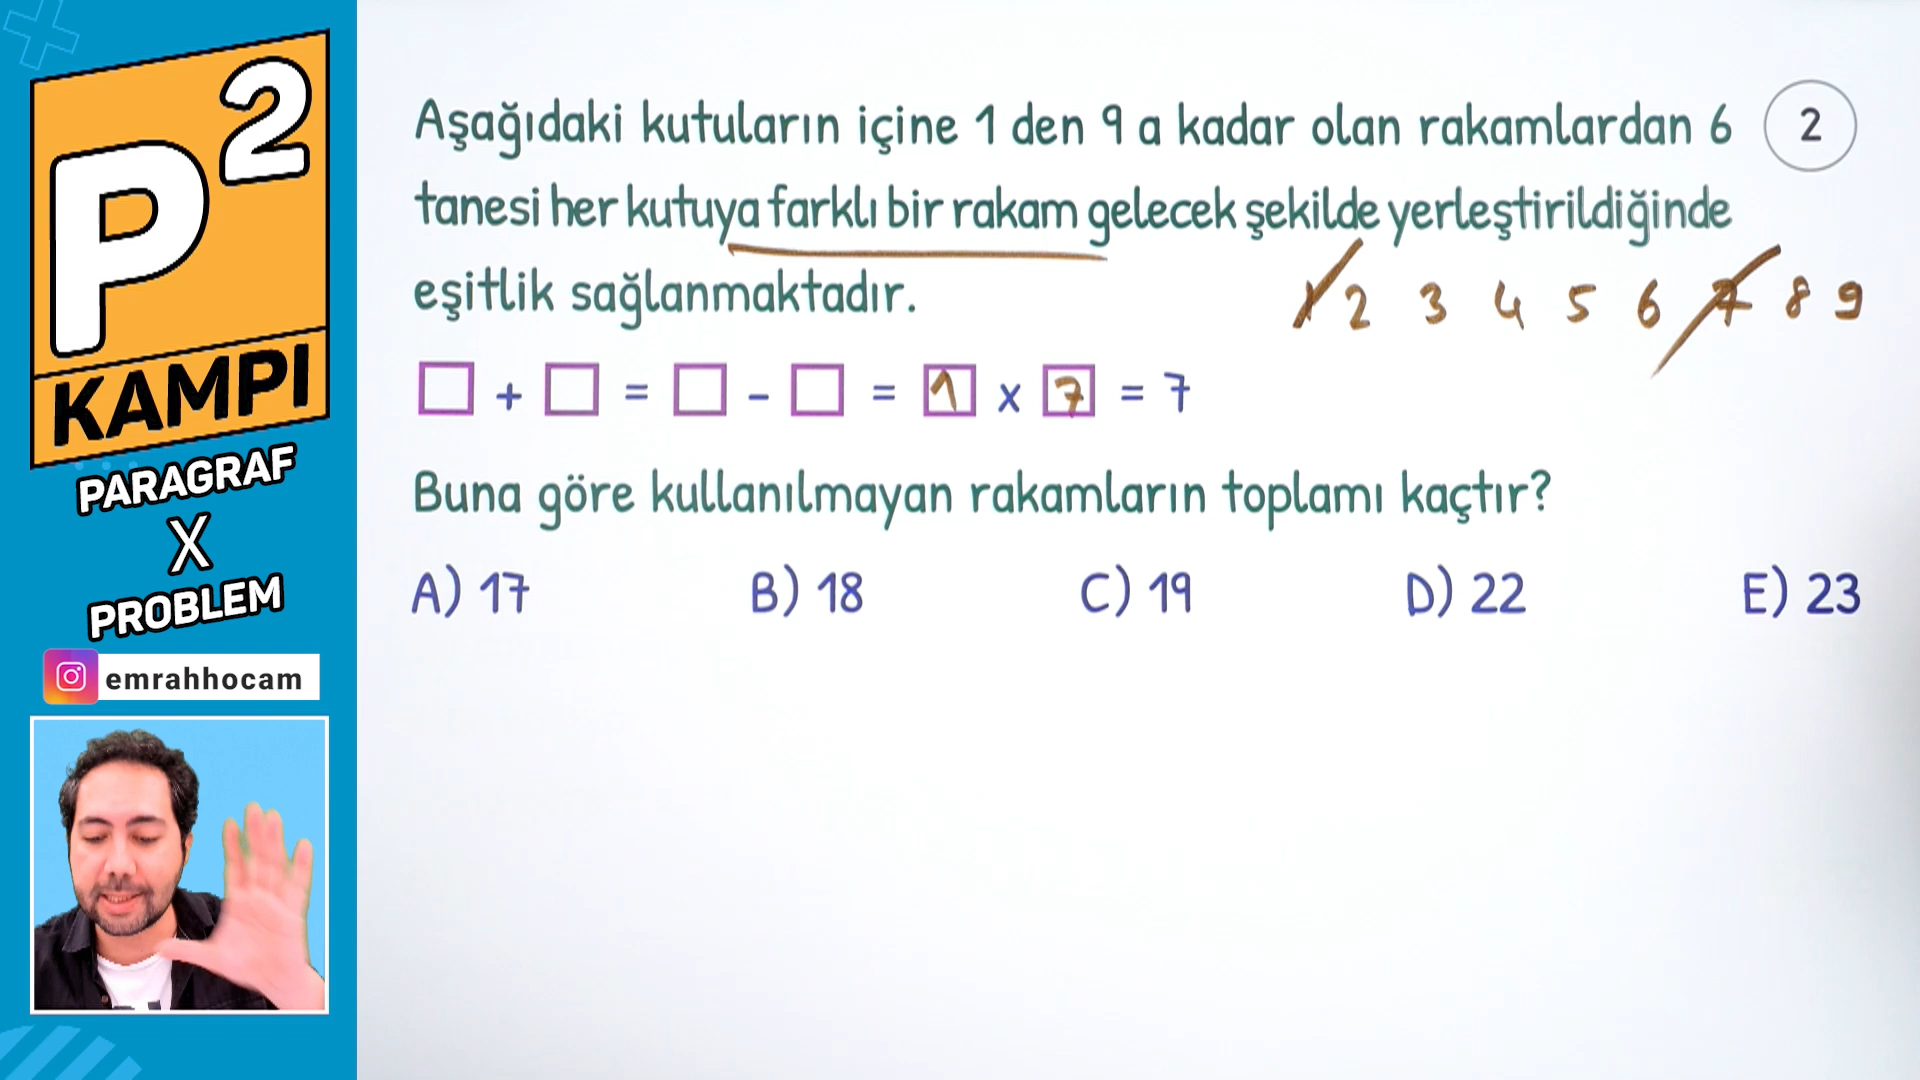 P²
KAMPI
PARAGRAF
X
PROBLEM
emrahhocam
Aşağıdaki kutuların içine 1 den 9 a kadar olan rakamlardan 6
2
tanesi her kutuya farklı bir rakam gelecek şekilde yerleştirildiğinde
eşitlik sağlanmaktadır.
1 2 3 4 5 6 7 8 9
□ + □ = □ - □ = 1 x 7 = 7
Buna göre kullanılmayan rakamların toplamı kaçtır?
A) 17 B) 18 C) 19 D) 22 E) 23